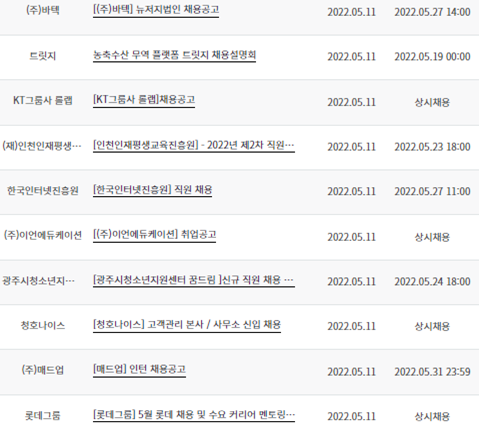 (주)바텍 [(주)바텍] 뉴저지법인 채용공고 2022.05.11 2022.05.27 14:00
트릿지 농축수산 무역 플랫폼 트릿지 채용설명회 2022.05.11 2022.05.19 00:00
KT그룹사 롤랩 [KT그룹사 롤랩]채용공고 2022.05.11 상시채용
(재)인천인재평생… [인천인재평생교육진흥원] - 2022년 제2차 직원… 2022.05.11 2022.05.23 18:00
한국인터넷진흥원 [한국인터넷진흥원] 직원 채용 2022.05.11 2022.05.27 11:00
(주)이언에듀케이션 [(주)이언에듀케이션] 취업공고 2022.05.11 상시채용
광주시청소년지… [광주시청소년지원센터 꿈드림 ]신규 직원 채용 … 2022.05.11 2022.05.24 18:00
청호나이스 [청호나이스] 고객관리 본사 / 사무소 신입 채용 2022.05.11 상시채용
(주)매드업 [매드업] 인턴 채용공고 2022.05.11 2022.05.31 23:59
롯데그룹 [롯데그룹] 5월 롯데 채용 및 수요 커리어 멘토링… 2022.05.11 상시채용